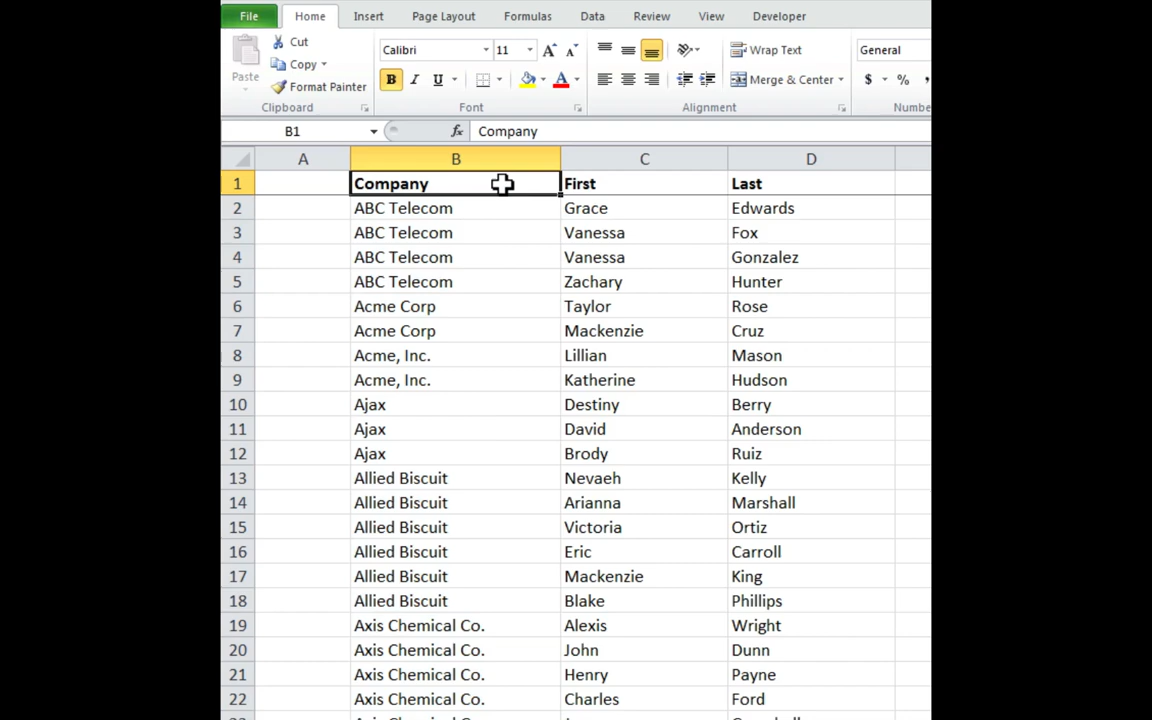 File Home Insert Page Layout Formulas Data Review View Developer
Paste Cut Copy Format Painter Clipboard
Calibri 11 A A B I U A Font
Wrap Text Merge & Center Alignment
General $ % ,
B1 fx Company
A B C D
1 Company First Last
2 ABC Telecom Grace Edwards
3 ABC Telecom Vanessa Fox
4 ABC Telecom Vanessa Gonzalez
5 ABC Telecom Zachary Hunter
6 Acme Corp Taylor Rose
7 Acme Corp Mackenzie Cruz
8 Acme, Inc. Lillian Mason
9 Acme, Inc. Katherine Hudson
10 Ajax Destiny Berry
11 Ajax David Anderson
12 Ajax Brody Ruiz
13 Allied Biscuit Nevaeh Kelly
14 Allied Biscuit Arianna Marshall
15 Allied Biscuit Victoria Ortiz
16 Allied Biscuit Eric Carroll
17 Allied Biscuit Mackenzie King
18 Allied Biscuit Blake Phillips
19 Axis Chemical Co. Alexis Wright
20 Axis Chemical Co. John Dunn
21 Axis Chemical Co. Henry Payne
22 Axis Chemical Co. Charles Ford